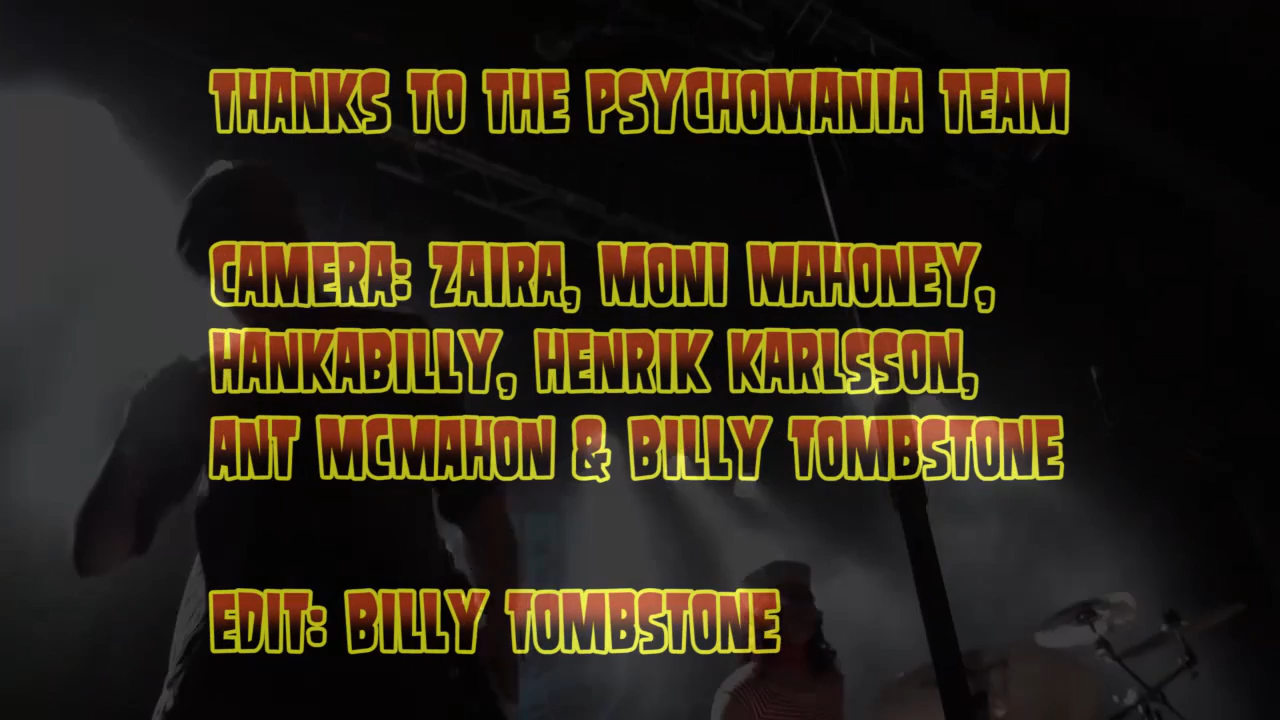 THANKS TO THE PSYCHOMANIA TEAM
CAMERA: ZAIRA, MONI MAHONEY,
HANKABILLY, HENRIK KARLSSON,
ANT MCMAHON & BILLY TOMBSTONE
EDIT: BILLY TOMBSTONE